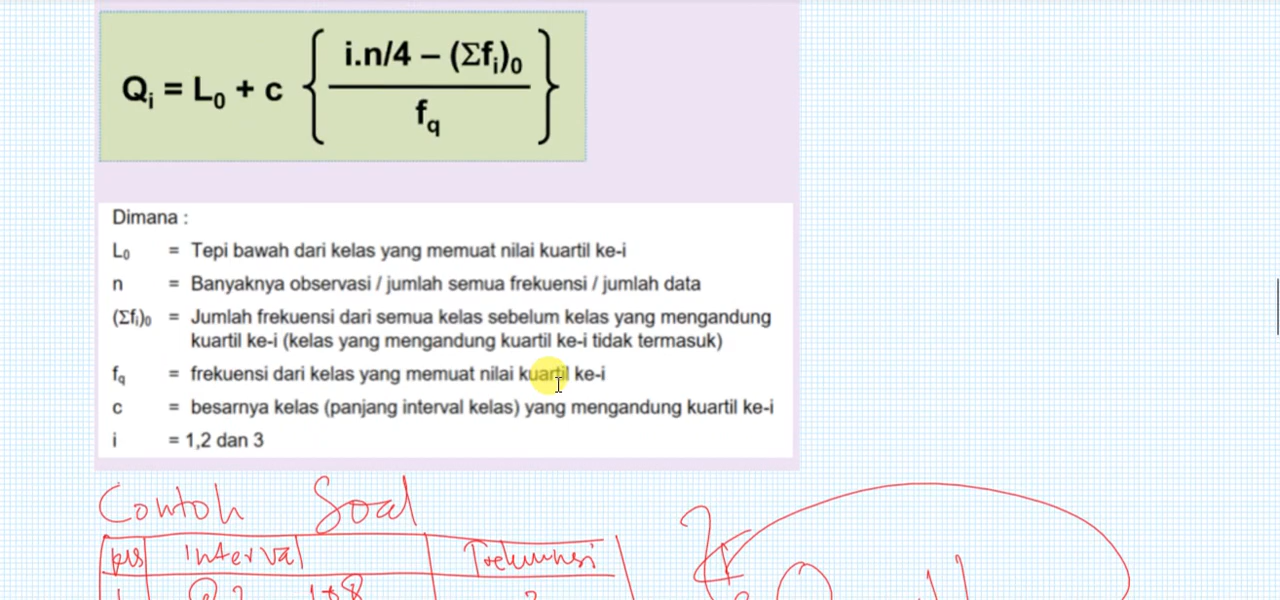 Qi = L0 + c { i.n/4 – (Σfi)0 / fq }
Dimana :
L0 = Tepi bawah dari kelas yang memuat nilai kuartil ke-i
n = Banyaknya observasi / jumlah semua frekuensi / jumlah data
(Σfi)0 = Jumlah frekuensi dari semua kelas sebelum kelas yang mengandung
kuartil ke-i (kelas yang mengandung kuartil ke-i tidak termasuk)
fq = frekuensi dari kelas yang memuat nilai kuartil ke-i
c = besarnya kelas (panjang interval kelas) yang mengandung kuartil ke-i
i = 1,2 dan 3
Contoh Soal
interval